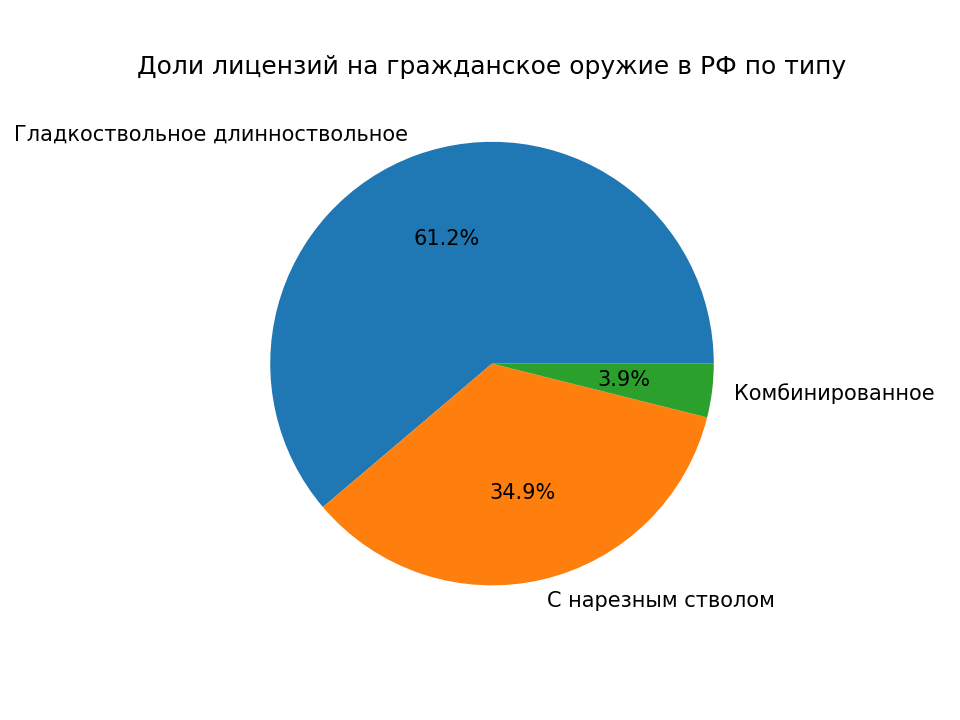 Доли лицензий на гражданское оружие в РФ по типу
Гладкоствольное длинноствольное
61.2%
3.9%
Комбинированное
34.9%
С нарезным стволом